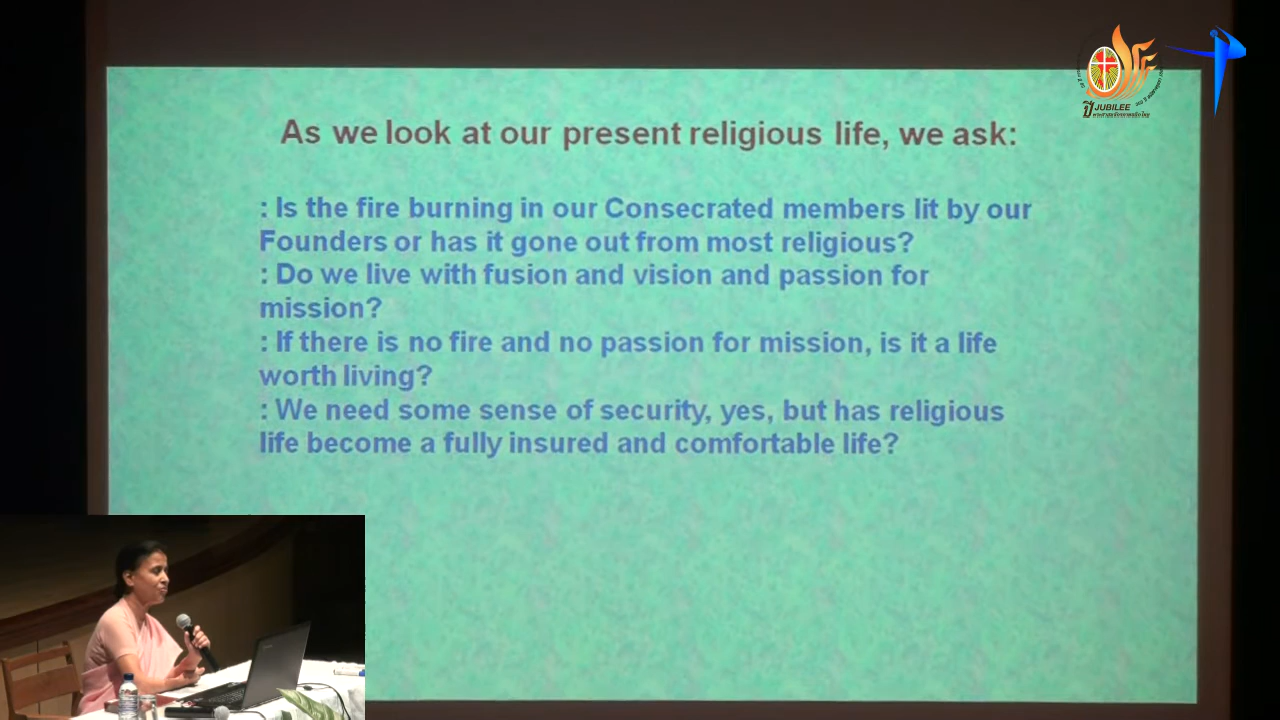 As we look at our present religious life, we ask:
: Is the fire burning in our Consecrated members lit by our
Founders or has it gone out from most religious?
: Do we live with fusion and vision and passion for
mission?
: If there is no fire and no passion for mission, is it a life
worth living?
: We need some sense of security, yes, but has religious
life become a fully insured and comfortable life?
ปี JUBILEE